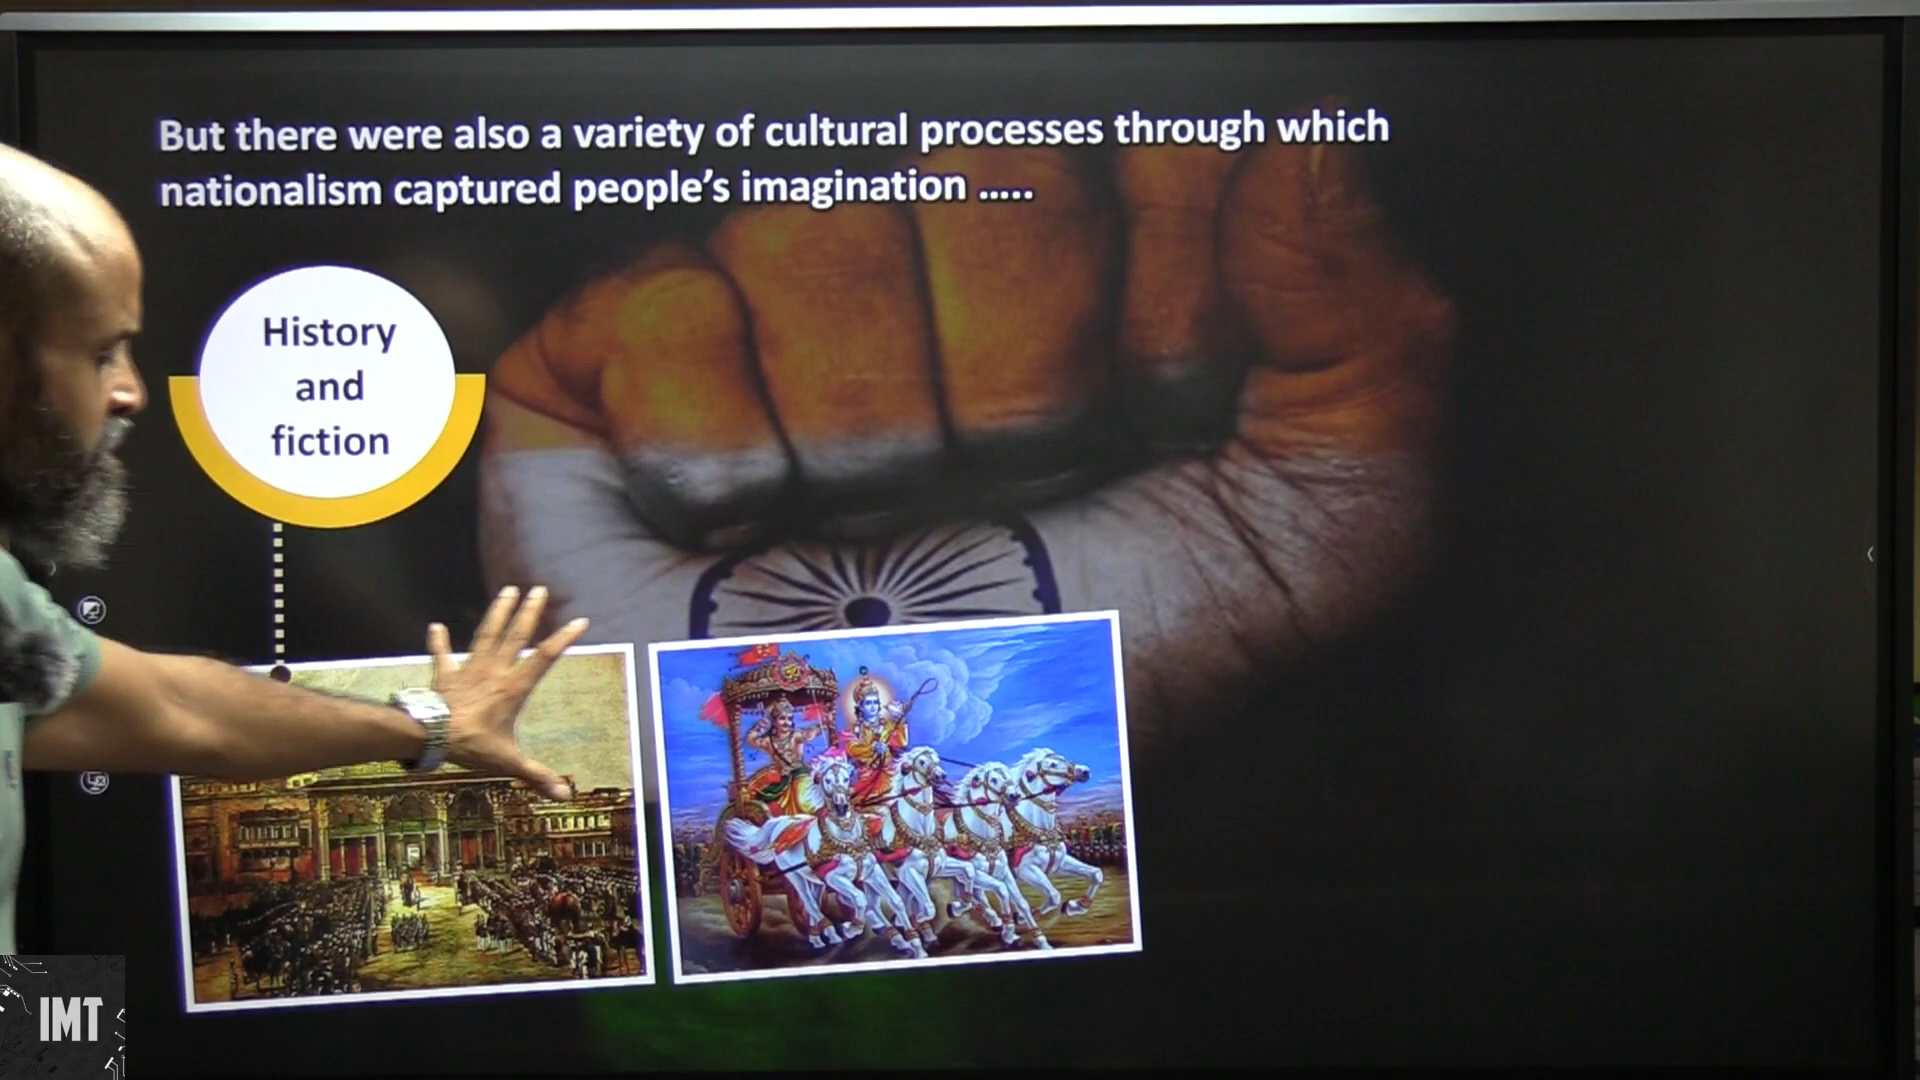 But there were also a variety of cultural processes through which
nationalism captured people’s imagination .....
History
and
fiction
IMT